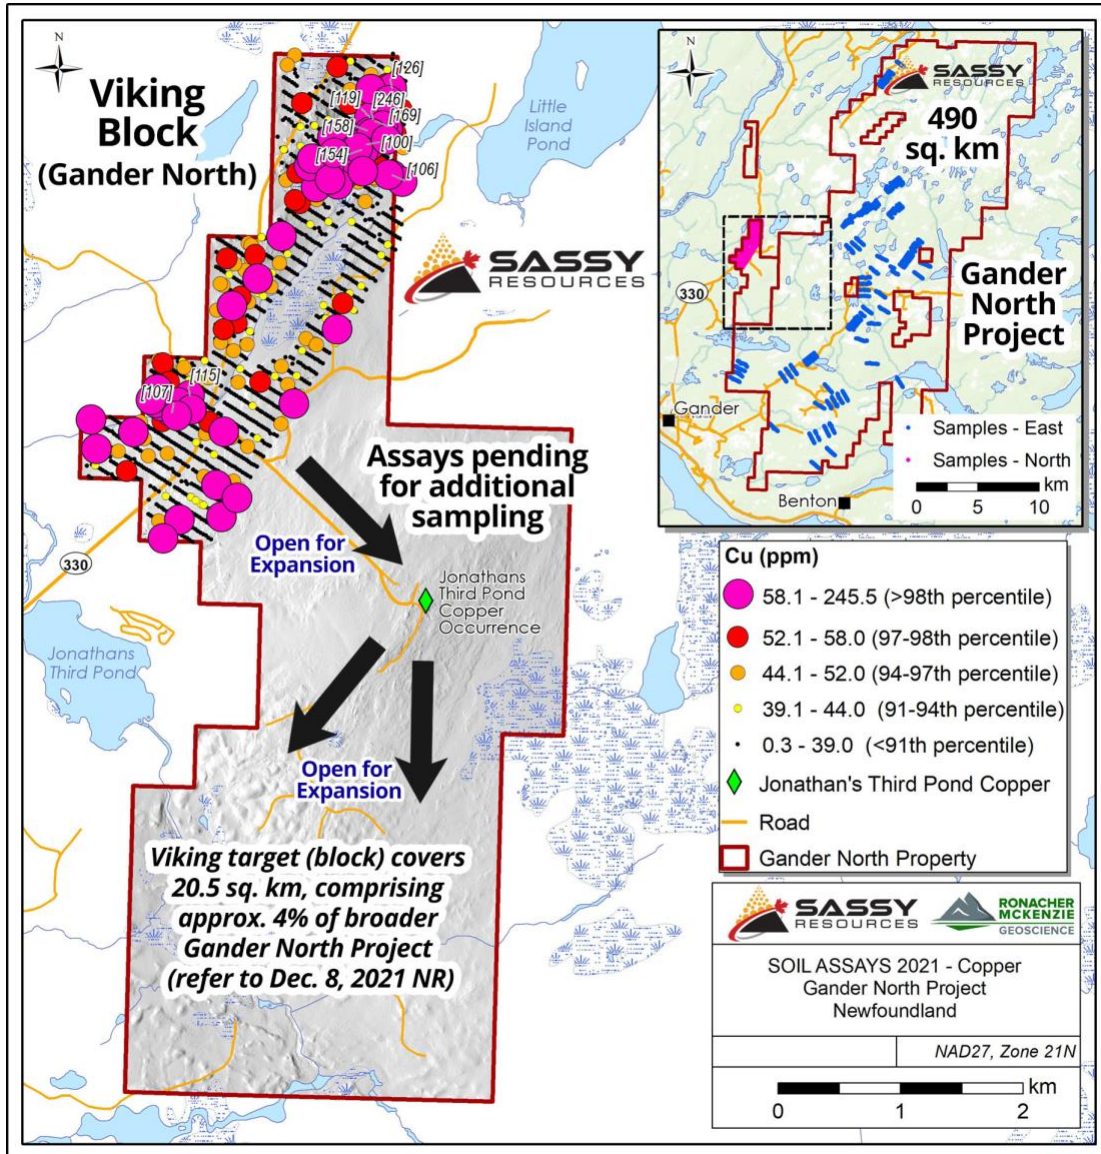 N
Viking
Block
(Gander North)
[126]
[119]
[246]
[169]
[158]
[100]
[154]
[106]
Little
Island
Pond
SASSY
RESOURCES
[115]
[107]
Assays pending
for additional
sampling
Open for
Expansion
330
Jonathans
Third Pond
Copper
Occurrence
Jonathans
Third Pond
Open for
Expansion
Viking target (block) covers
20.5 sq. km, comprising
approx. 4% of broader
Gander North Project
(refer to Dec. 8, 2021 NR)
N
SASSY
RESOURCES
490
sq. km
330
Gander
North
Project
Gander
Benton
Samples - East
Samples - North
km
0 5 10
Cu (ppm)
58.1 - 245.5 (>98th percentile)
52.1 - 58.0 (97-98th percentile)
44.1 - 52.0 (94-97th percentile)
39.1 - 44.0 (91-94th percentile)
0.3 - 39.0 (<91th percentile)
Jonathan's Third Pond Copper
Road
Gander North Property
SASSY
RESOURCES
RONACHER
MCKENZIE
GEOSCIENCE
SOIL ASSAYS 2021 - Copper
Gander North Project
Newfoundland
NAD27, Zone 21N
km
0 1 2